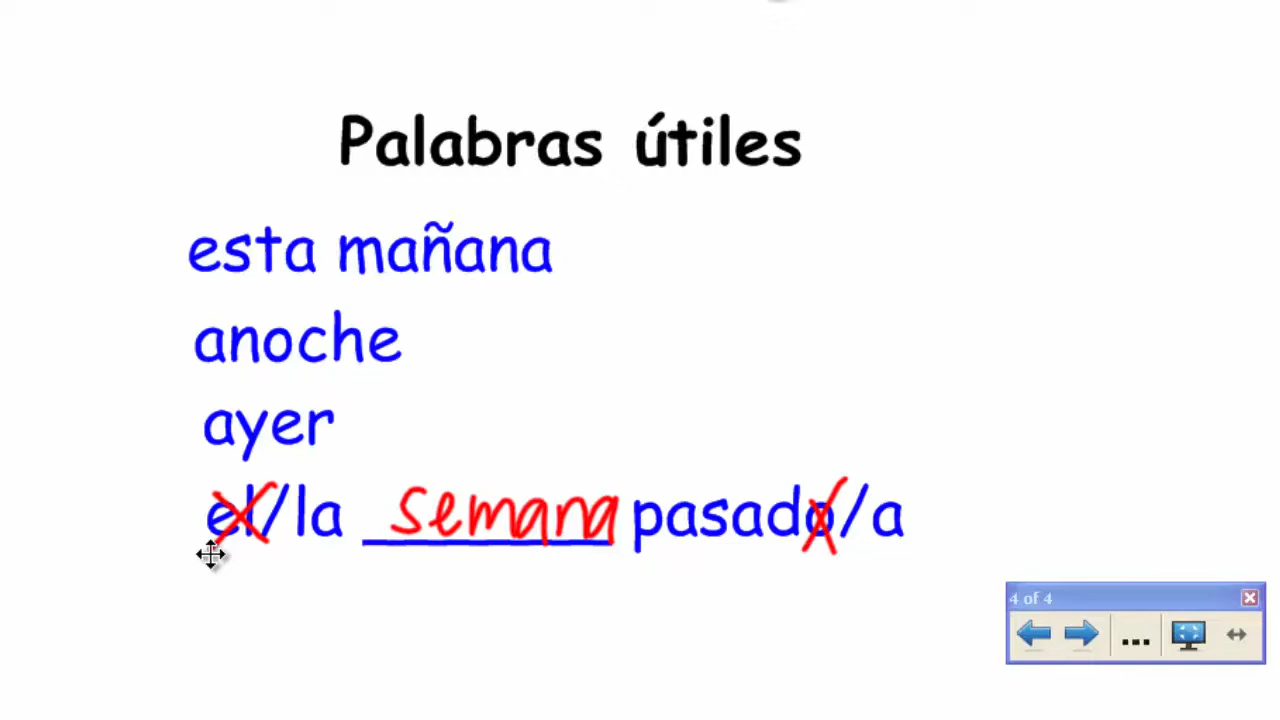 Palabras útiles
esta mañana
anoche
ayer
el/la semana pasado/a
4 of 4
...